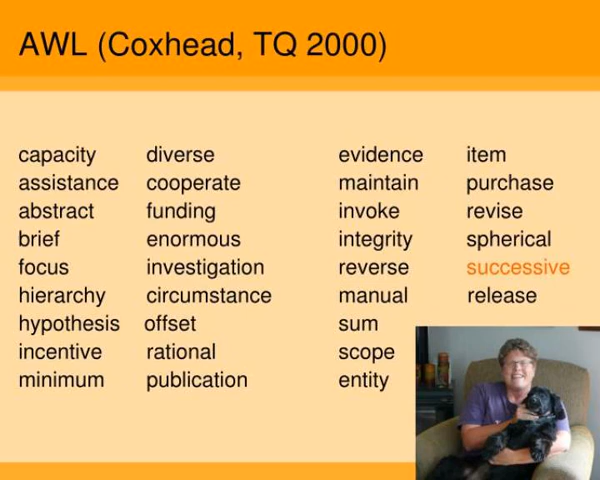 AWL (Coxhead, TQ 2000)
capacity diverse evidence item
assistance cooperate maintain purchase
abstract funding invoke revise
brief enormous integrity spherical
focus investigation reverse successive
hierarchy circumstance manual release
hypothesis offset sum
incentive rational scope
minimum publication entity